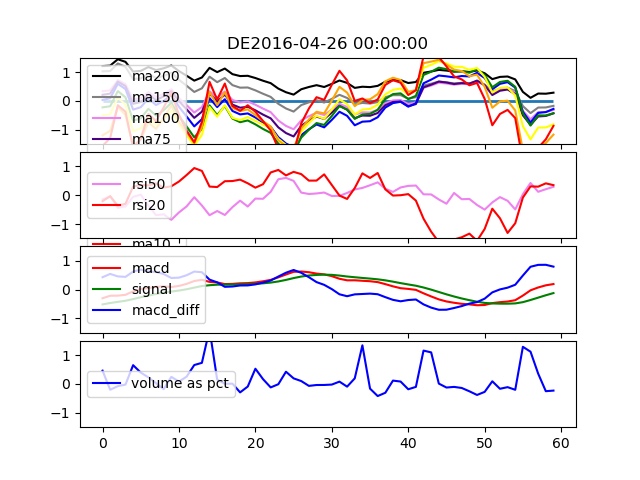 DE2016-04-26 00:00:00
1
0
−1
ma200
ma150
ma100
ma75
1
0
−1
rsi50
rsi20
ma10
1
0
−1
macd
signal
macd_diff
1
0
−1
volume as pct
0 10 20 30 40 50 60